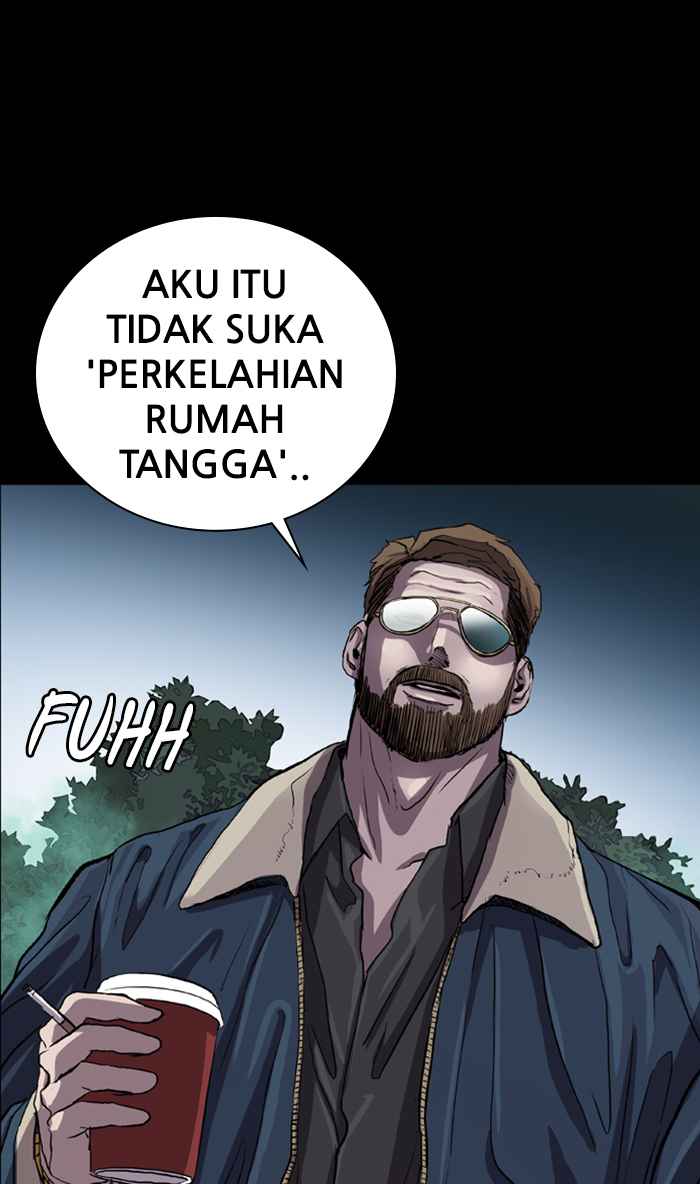 AKU ITU
TIDAK SUKA
'PERKELAHIAN
RUMAH
TANGGA'..
FUHH